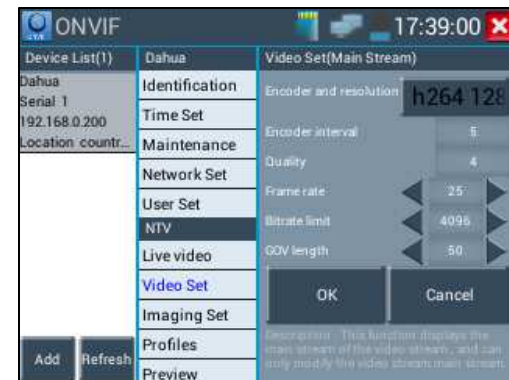 ONVIF
17:39:00
Device List(1)
Dahua
Serial 1
192.168.0.200
Location countr...
Add
Refresh
Dahua
Identification
Time Set
Maintenance
Network Set
User Set
NTV
Live video
Video Set
Imaging Set
Profiles
Preview
Video Set(Main Stream)
Encoder and resolution
h264 128
Encoder interval
5
Quality
4
Frame rate
25
Bitrate limit
4096
GOV length
50
OK
Cancel
Description : This function displays the
main stream of the video stream, and can
only modify the video stream main stream.